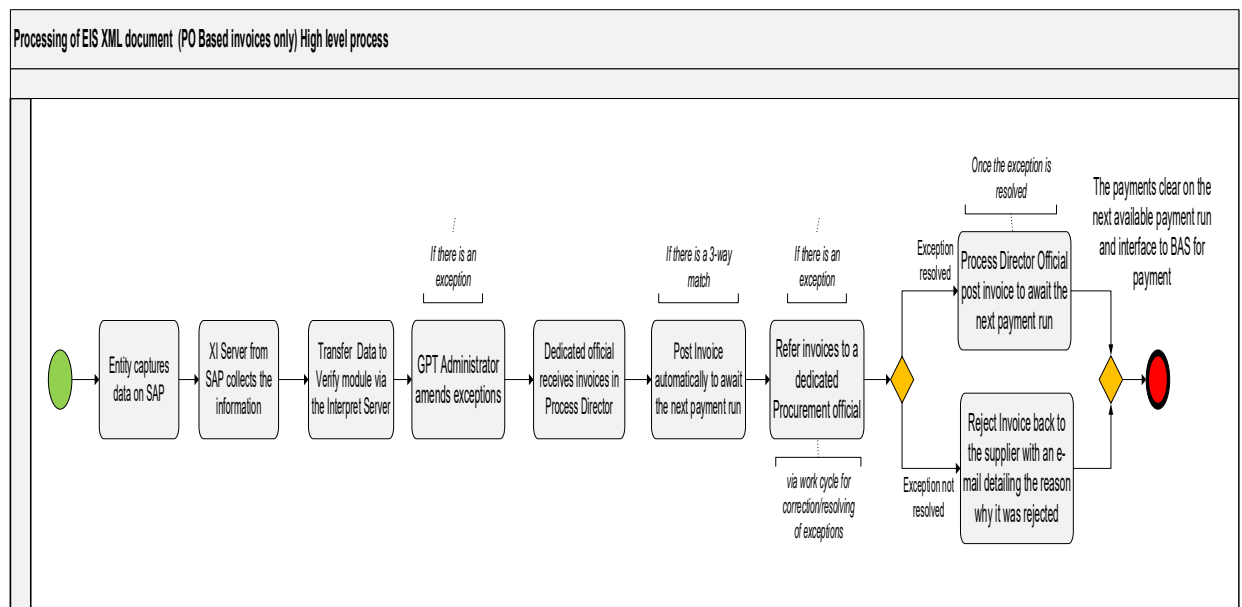 Processing of EIS XML document (PO Based invoices only) High level process
Once the exception is
resolved
The payments clear on the
next available payment run
and interface to BAS for
payment
If there is an
exception
If there is a 3-way
match
If there is an
exception
Exception
resolved
Process Director Official
post invoice to await the
next payment run
Entity captures
data on SAP
XI Server from
SAP collects the
information
Transfer Data to
Verify module via
the Interpret Server
GPT Administrator
amends exceptions
Dedicated official
receives invoices in
Process Director
Post Invoice
automatically to await
the next payment run
Refer invoices to a
dedicated
Procurement official
Reject Invoice back to
the supplier with an e-
mail detailing the reason
why it was rejected
Exception not
resolved
via work cycle for
correction/resolving
of exceptions